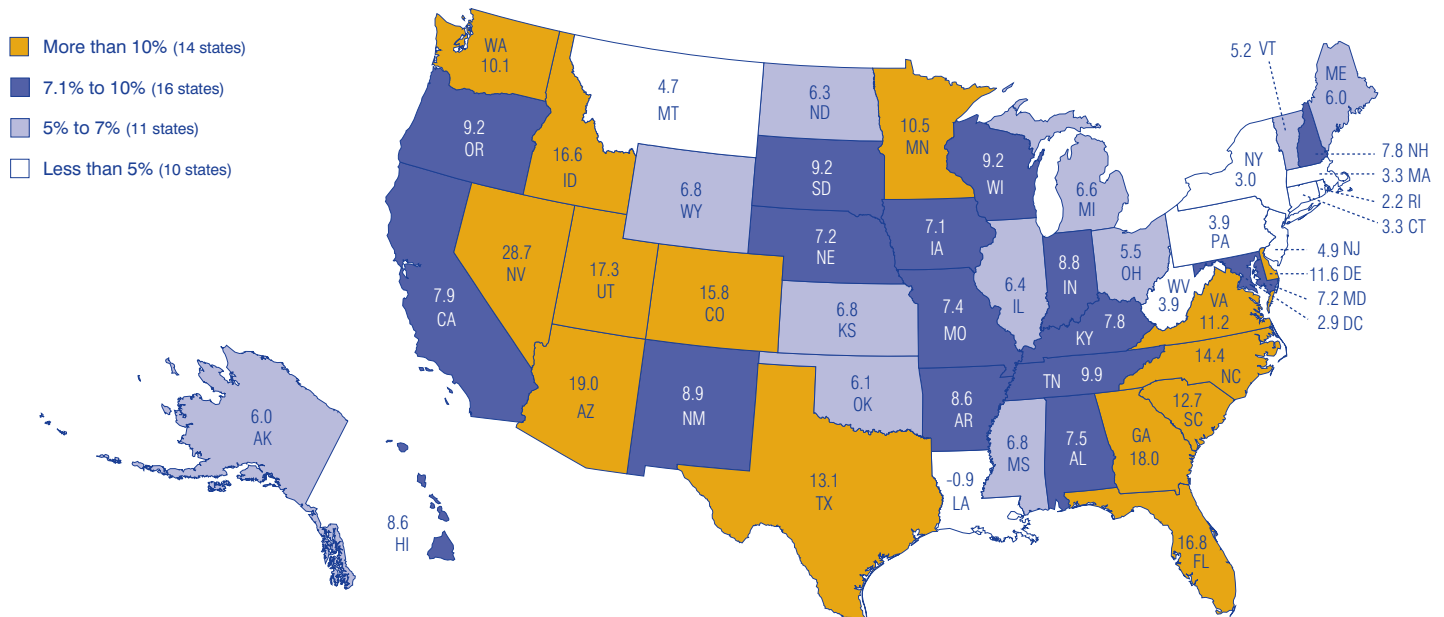 More than 10% (14 states)
7.1% to 10% (16 states)
5% to 7% (11 states)
Less than 5% (10 states)
WA
10.1
9.2
OR
16.6
ID
4.7
MT
6.3
ND
10.5
MN
5.2 VT
ME
6.0
9.2
SD
9.2
WI
6.6
MI
NY
3.0
7.8 NH
3.3 MA
2.2 RI
3.3 CT
6.8
WY
7.2
NE
7.1
IA
3.9
PA
4.9 NJ
11.6 DE
7.2 MD
2.9 DC
28.7
NV
17.3
UT
15.8
CO
7.9
CA
6.8
KS
7.4
MO
6.4
IL
8.8
IN
5.5
OH
WV
3.9
VA
11.2
7.8
KY
TN 9.9
14.4
NC
12.7
SC
19.0
AZ
8.9
NM
6.1
OK
8.6
AR
6.8
MS
7.5
AL
GA
18.0
13.1
TX
-0.9
LA
16.8
FL
6.0
AK
8.6
HI